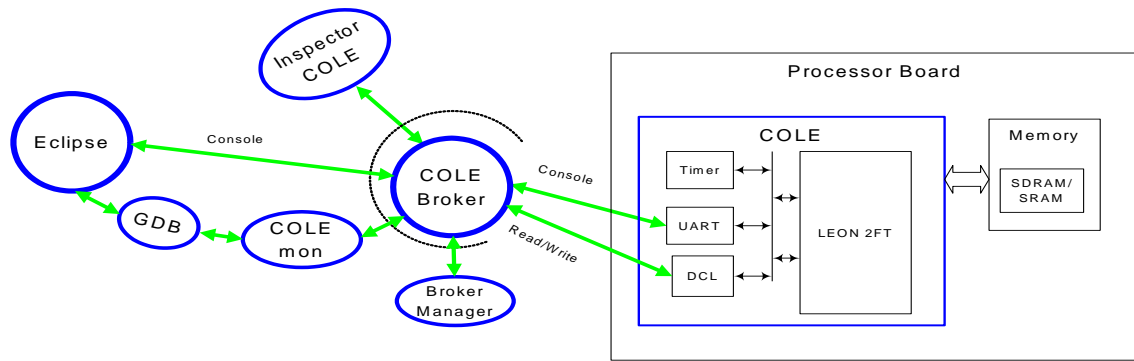 Inspector
COLE
Eclipse
Console
GDB
COLE
mon
COLE
Broker
Broker
Manager
Console
Read/Write
Processor Board
COLE
Timer
UART
DCL
LEON 2FT
Memory
SDRAM/
SRAM